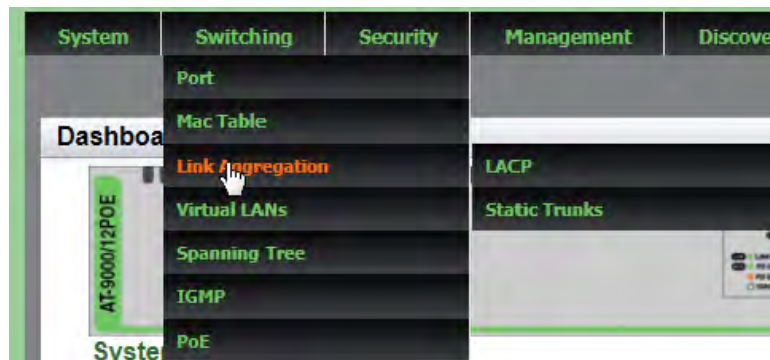 System Switching Security Management Discove
Port
Dashboa Mac Table
Link Aggregation LACP
Virtual LANs Static Trunks
AT-9000/12POE
Spanning Tree
IGMP
PoE
Syste